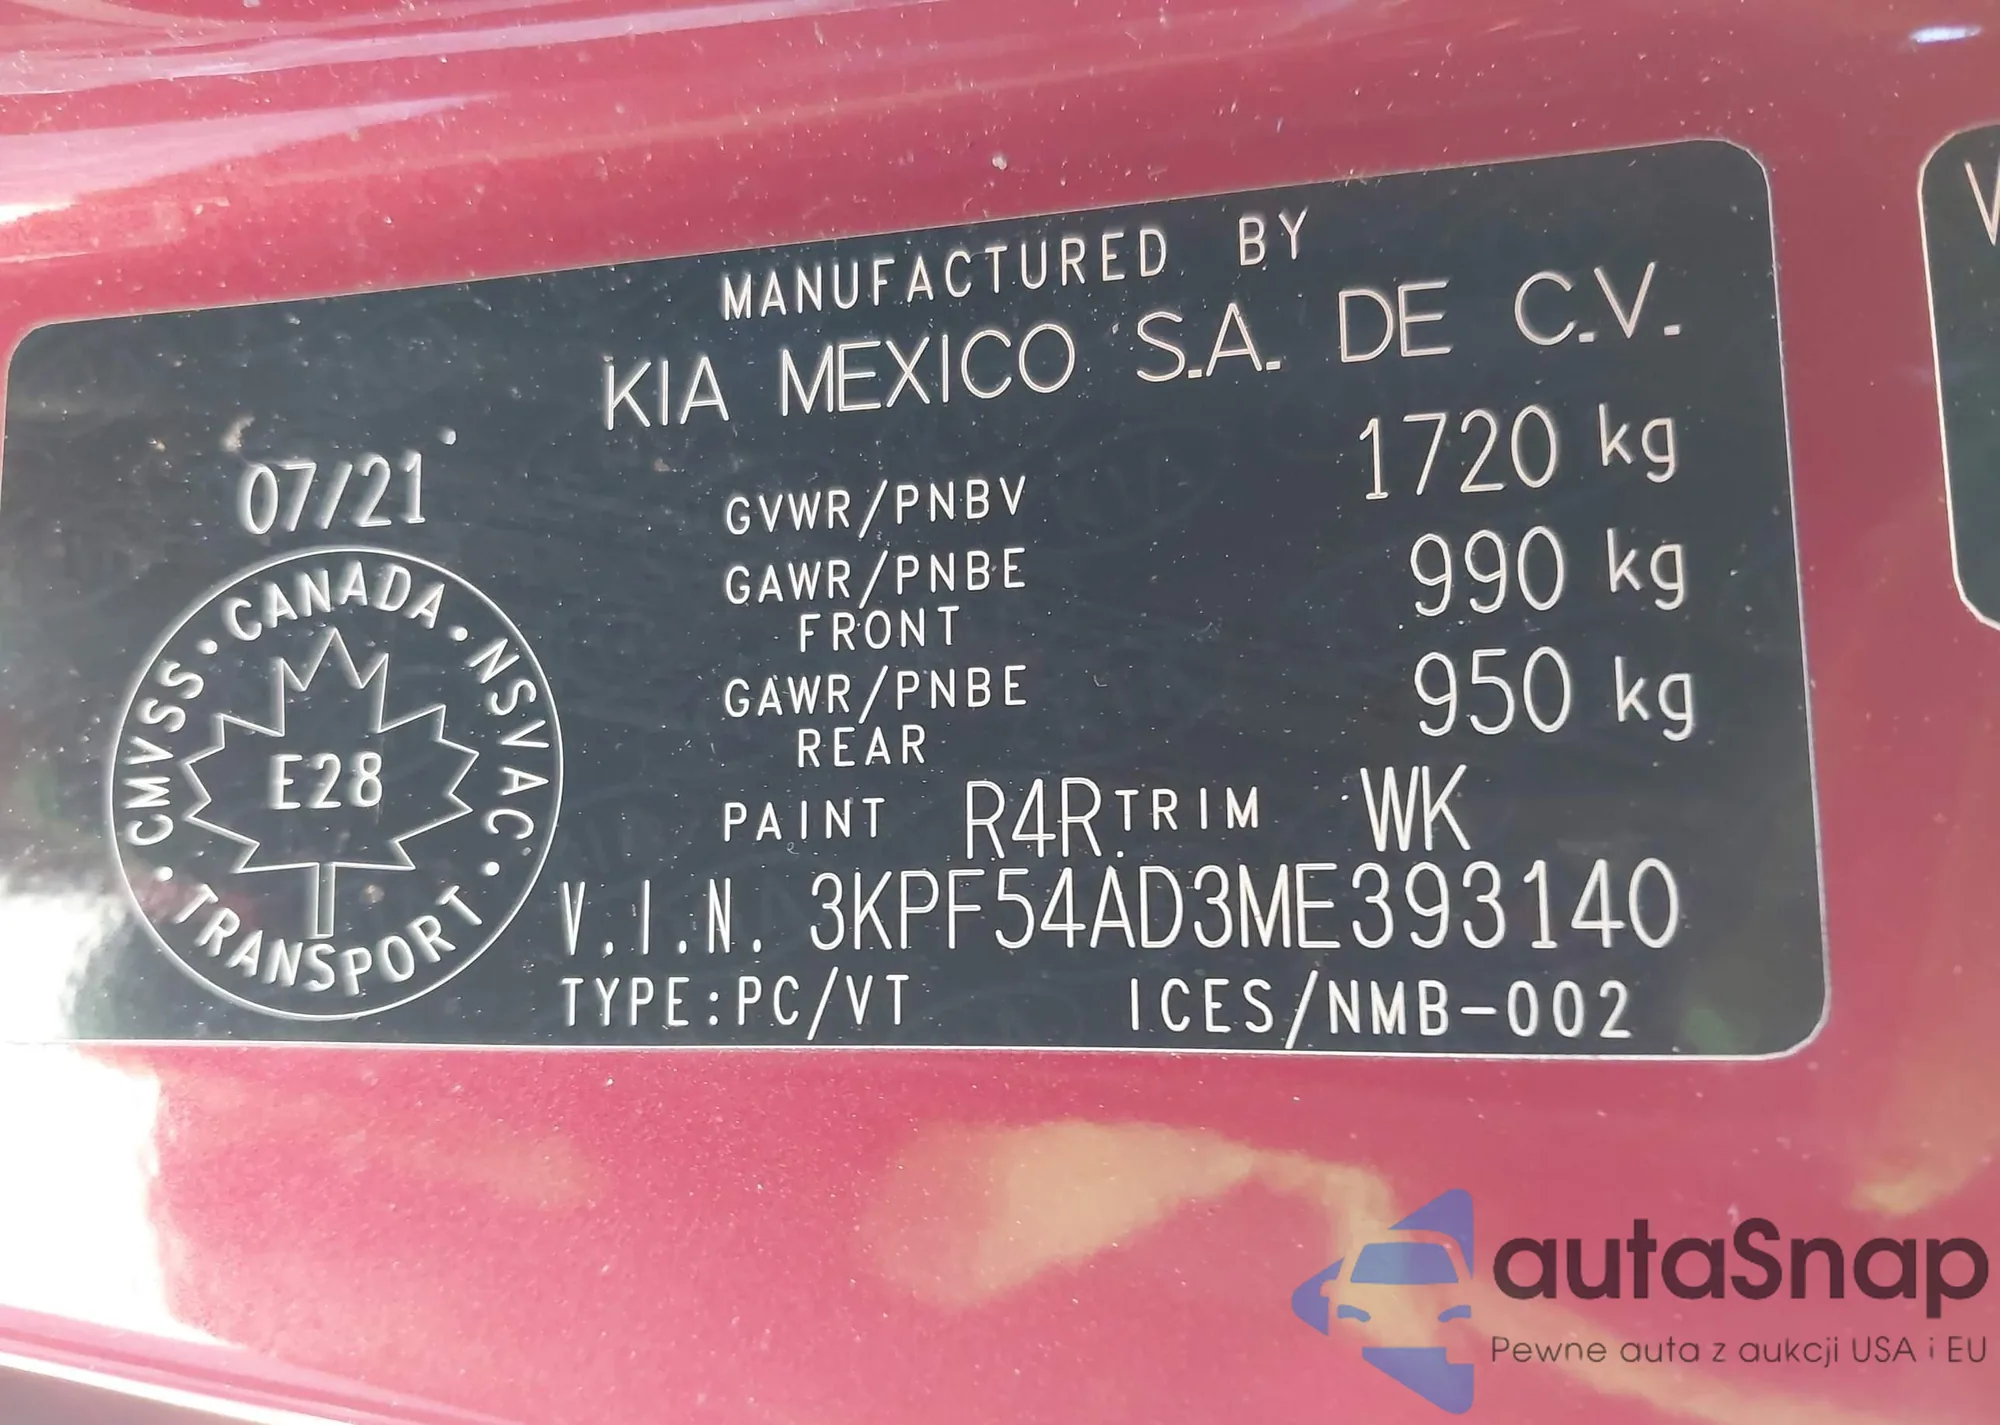 MANUFACTURED BY
KIA MEXICO S.A. DE C.V.
07/21
GVWR/PNBV 1720 kg
GAWR/PNBE 990 kg
FRONT
GAWR/PNBE 950 kg
REAR
PAINT R4R TRIM WK
V.I.N. 3KPF54AD3ME393140
TYPE:PC/VT ICES/NMB-002
CMVSS · CANADA · NSVAC · TRANSPORT ·
E28
V
autaSnap
Pewne auta z aukcji USA i EU